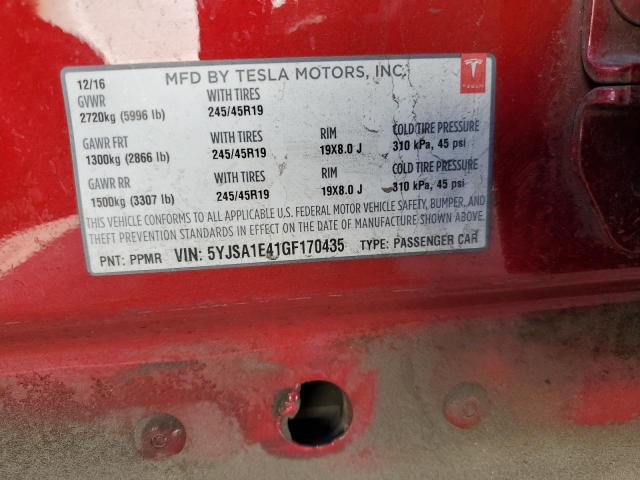 12/16 MFD BY TESLA MOTORS, INC. TESLA
GVWR WITH TIRES
2720kg (5996 lb) 245/45R19
GAWR FRT WITH TIRES RIM COLD TIRE PRESSURE
1300kg (2866 lb) 245/45R19 19X8.0 J 310 kPa, 45 psi
GAWR RR WITH TIRES RIM COLD TIRE PRESSURE
1500kg (3307 lb) 245/45R19 19X8.0 J 310 kPa, 45 psi
THIS VEHICLE CONFORMS TO ALL APPLICABLE U.S. FEDERAL MOTOR VEHICLE SAFETY, BUMPER, AND
THEFT PREVENTION STANDARDS IN EFFECT ON THE DATE OF MANUFACTURE SHOWN ABOVE.
PNT: PPMR VIN: 5YJSA1E41GF170435 TYPE: PASSENGER CAR